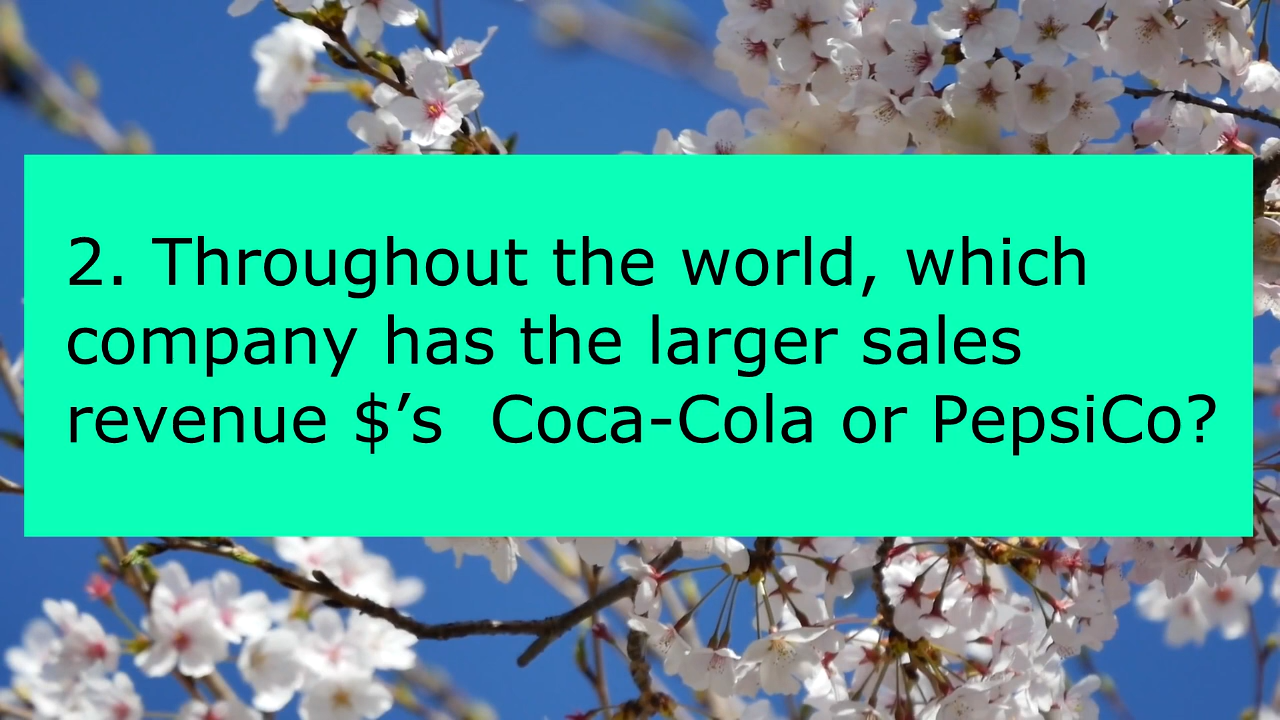 2. Throughout the world, which
company has the larger sales
revenue $’s  Coca-Cola or PepsiCo?